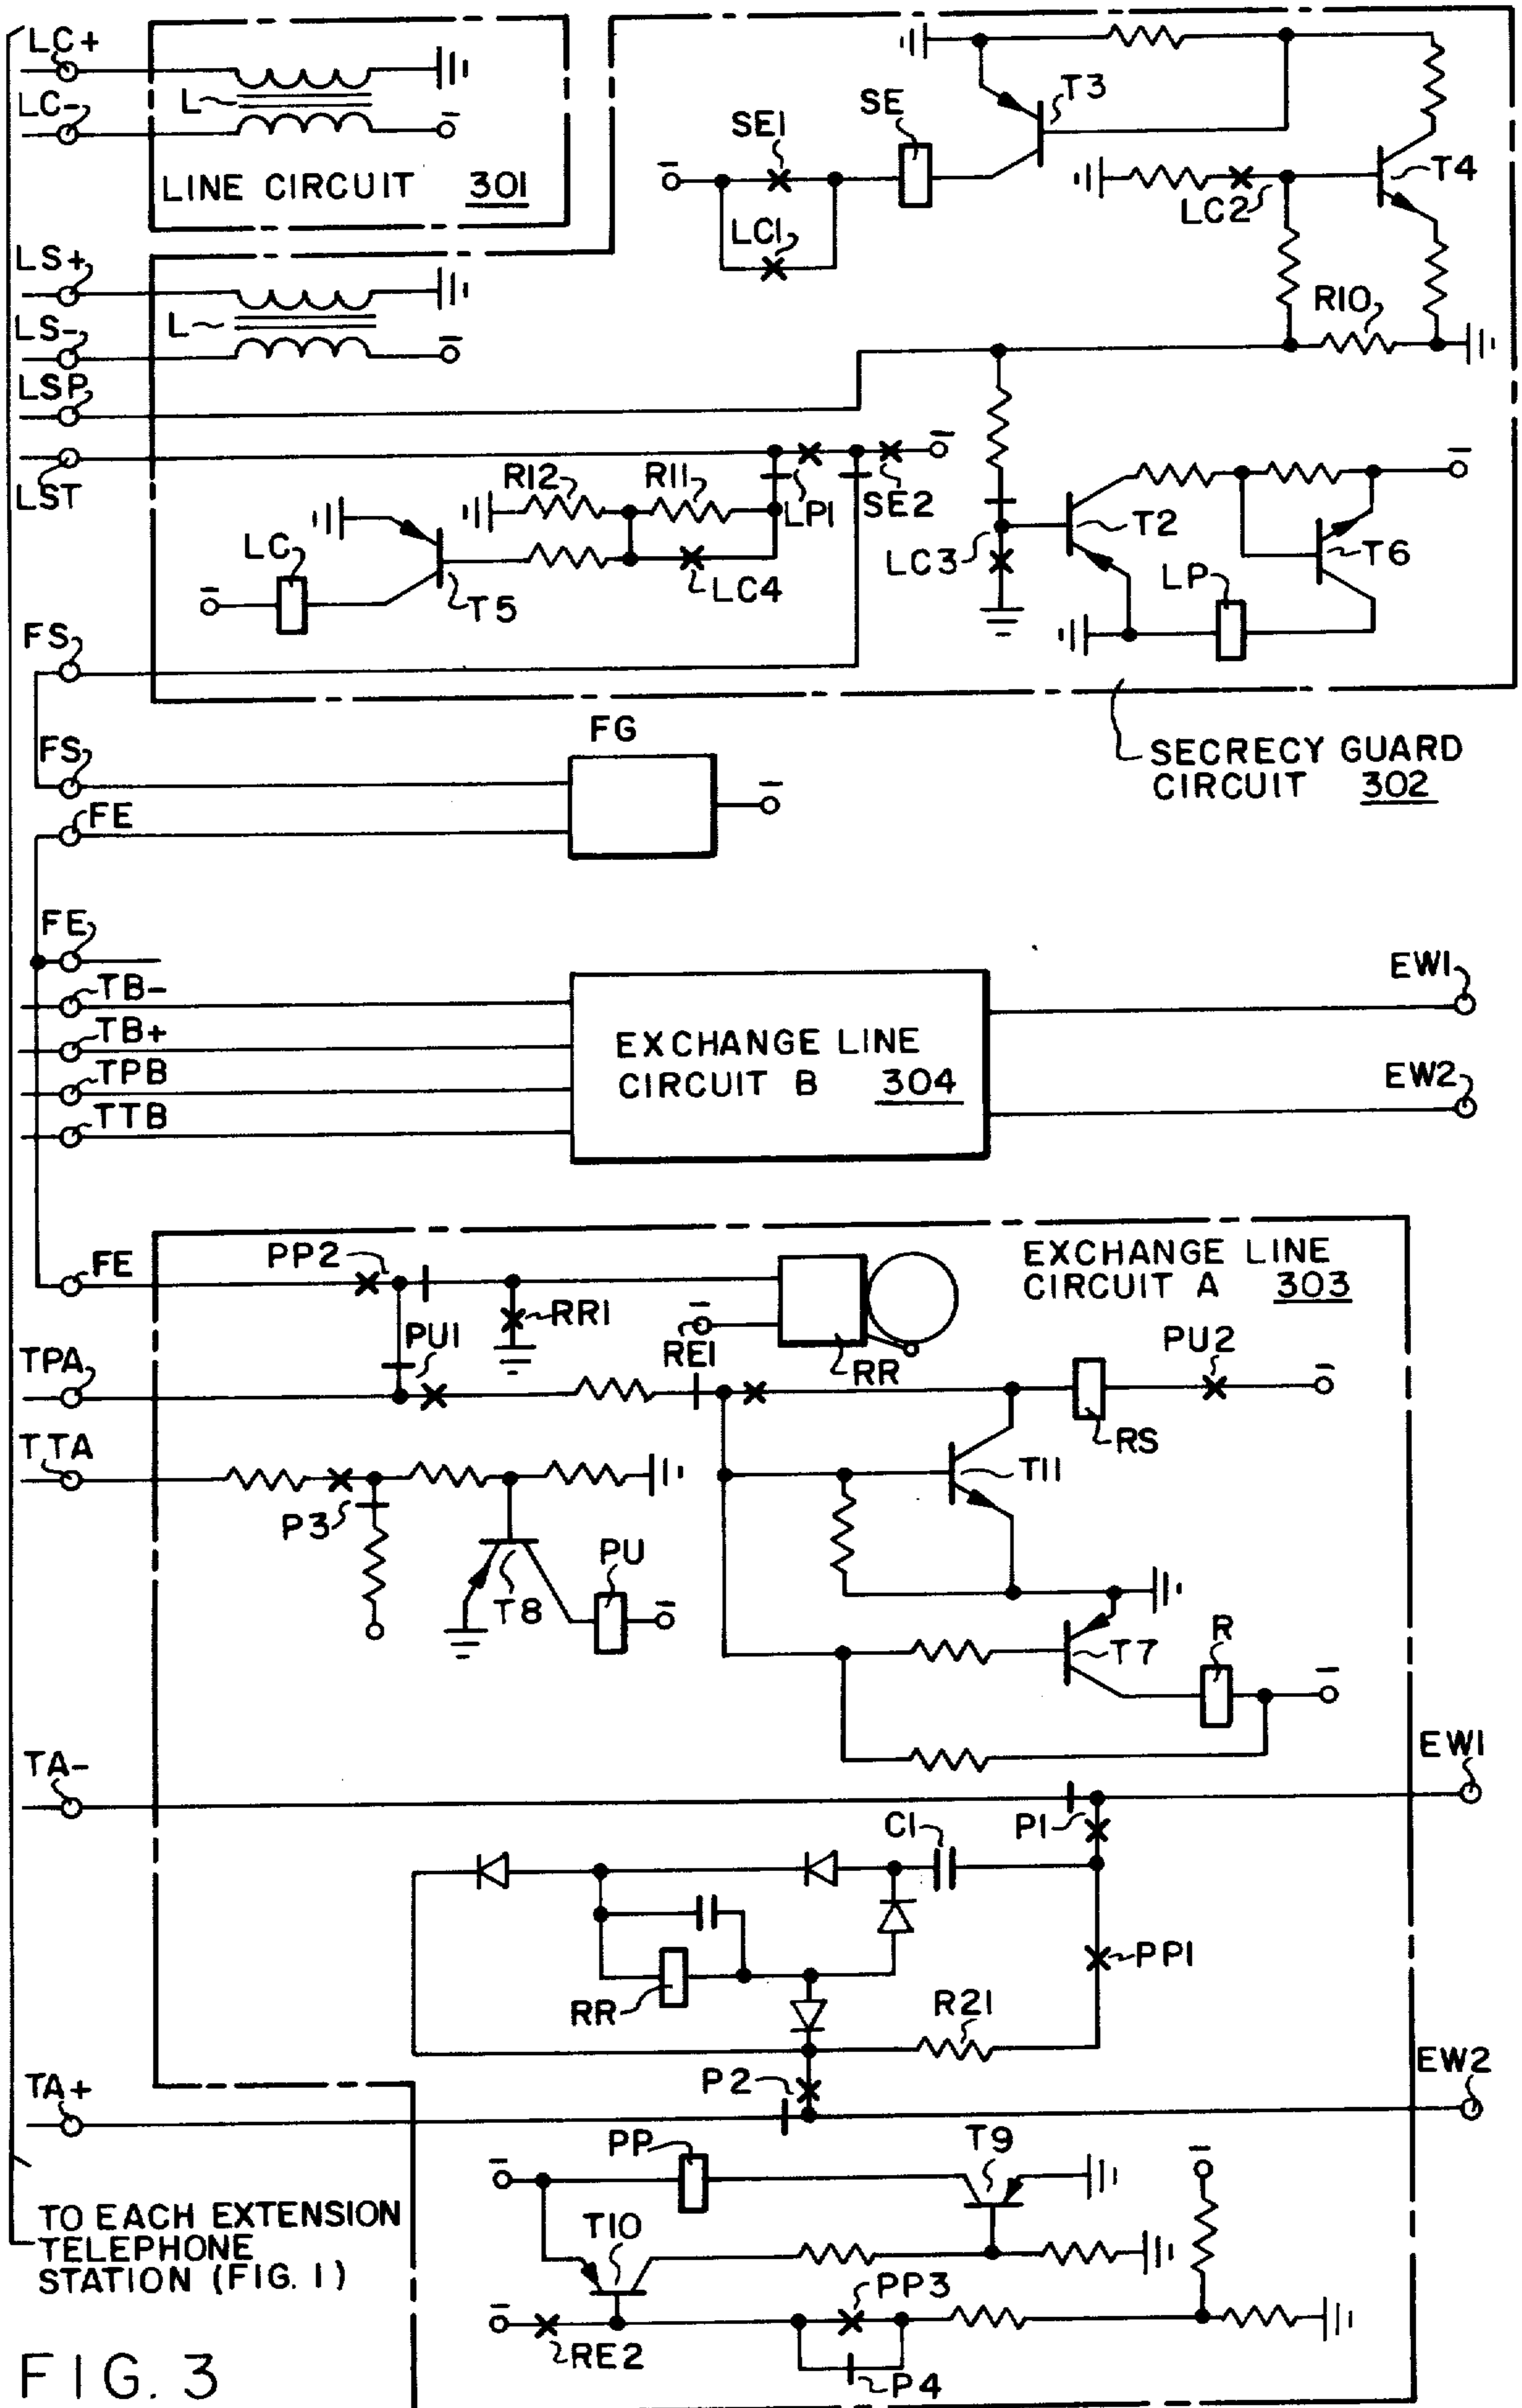 LC+
LC-
L
LINE CIRCUIT 301
SE1
SE
T3
LC1
LC2
T4
R10
LS+
LS-
L
LSP
LST
R12
R11
LP1
SE2
LC
LC4
T5
LC3
T2
T6
LP
FS
FS
FG
FE
SECRECY GUARD
CIRCUIT 302
FE
TB-
TB+
TPB
TTB
EXCHANGE LINE
CIRCUIT B 304
EW1
EW2
FE
PP2
RR1
PU1
RE1
RR
EXCHANGE LINE
CIRCUIT A 303
PU2
TPA
RS
TTA
P3
T8
PU
T11
T7
R
TA-
EW1
C1
P1
PP1
RR
R21
TA+
P2
EW2
PP
T9
T10
PP3
RE2
P4
TO EACH EXTENSION
TELEPHONE
STATION (FIG. 1)
FIG. 3